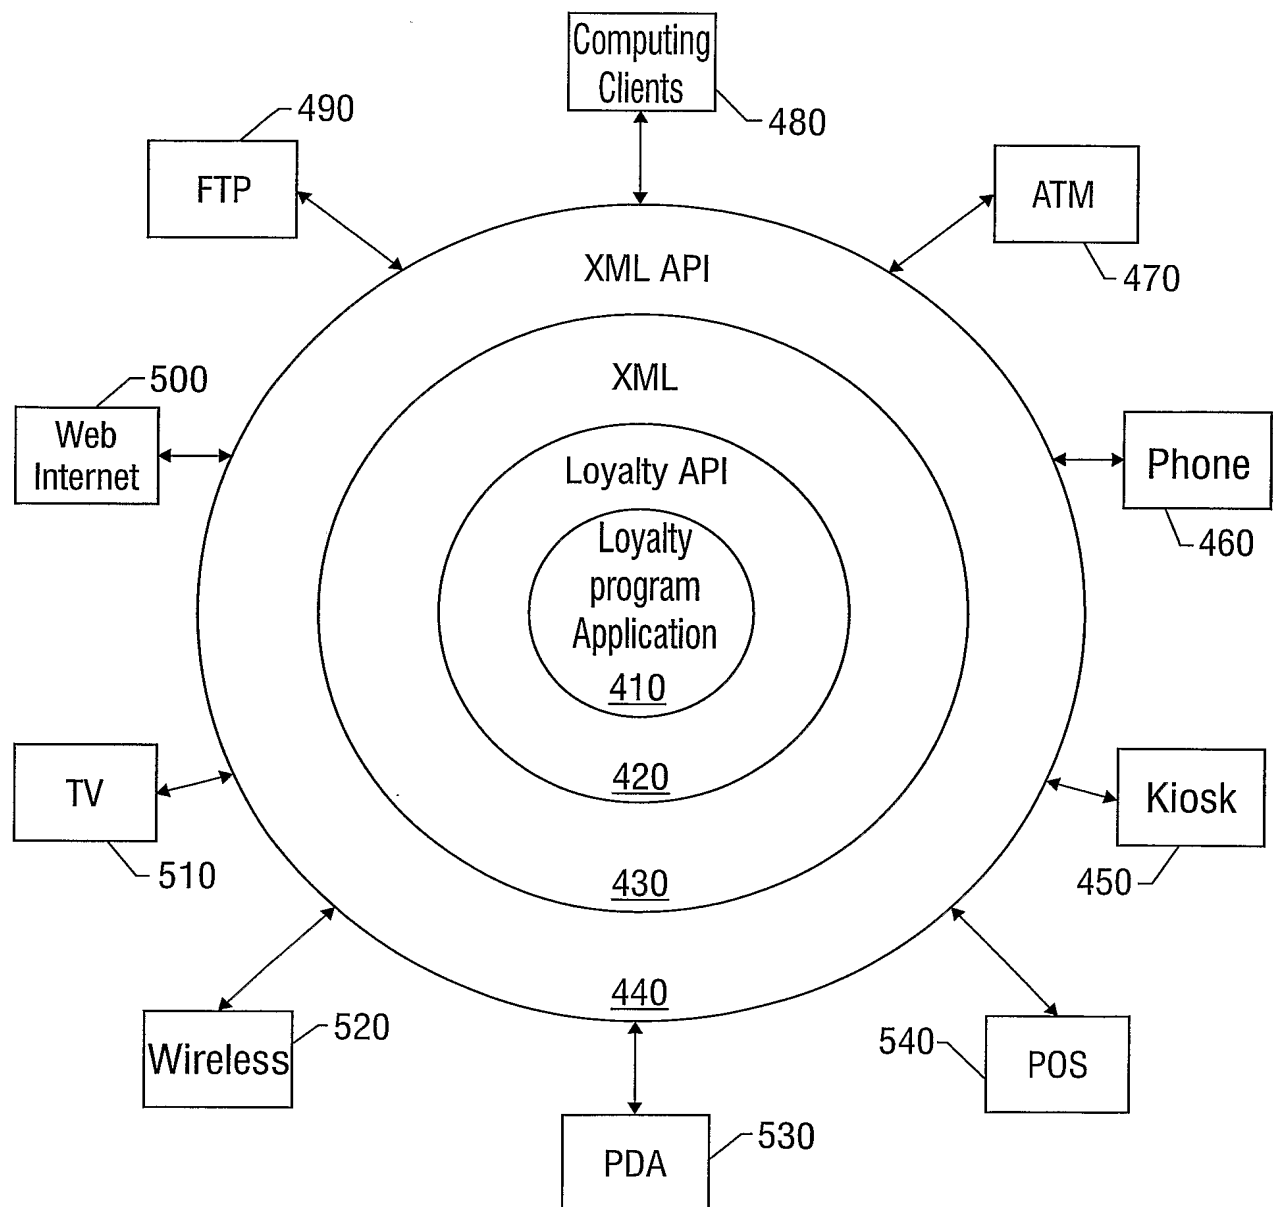 Computing
Clients
480
490
FTP
ATM
470
XML API
500
Web
Internet
XML
Phone
460
Loyalty API
Loyalty
program
Application
410
420
430
440
TV
510
Kiosk
450
Wireless
520
540
POS
PDA
530